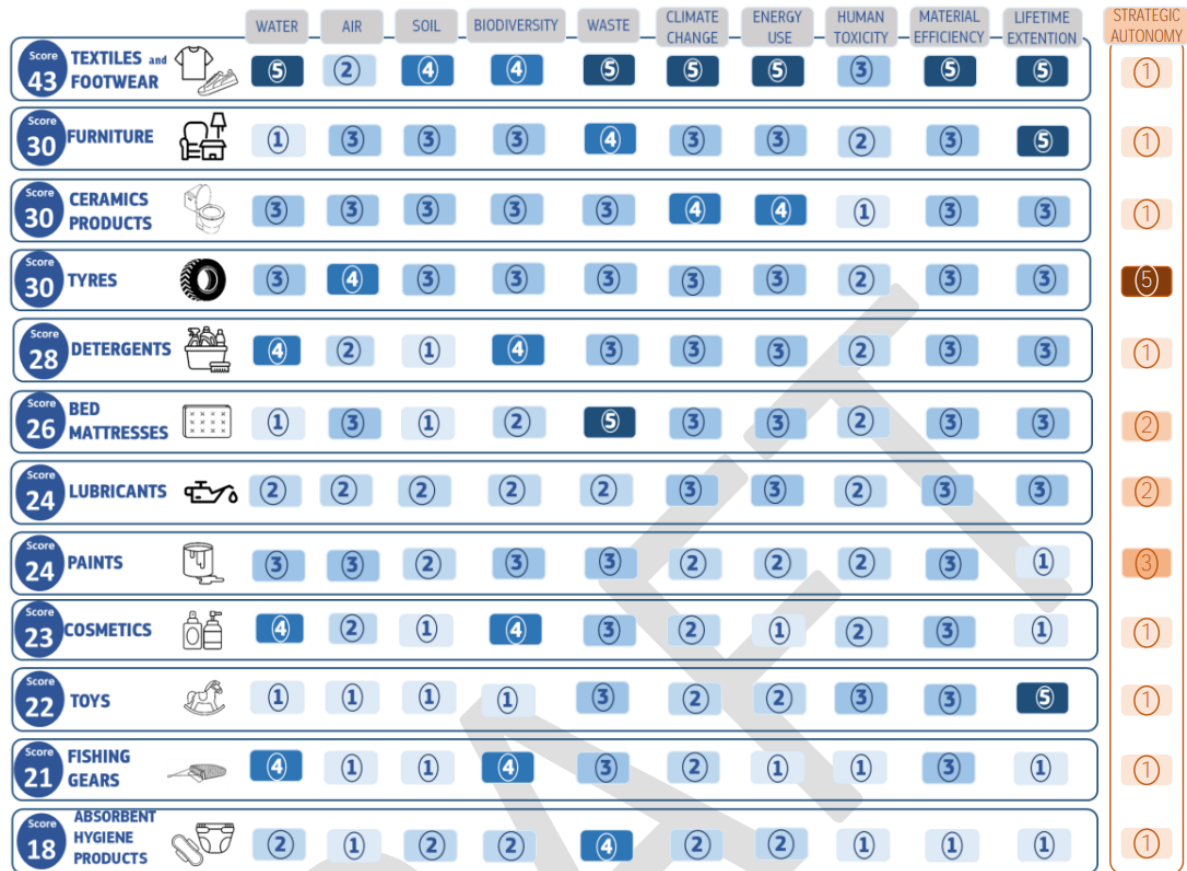 WATER AIR SOIL BIODIVERSITY WASTE CLIMATE CHANGE ENERGY USE HUMAN TOXICITY MATERIAL EFFICIENCY LIFETIME EXTENTION STRATEGIC AUTONOMY
Score 43 TEXTILES and FOOTWEAR 5 2 4 4 5 5 5 3 5 5 1
Score 30 FURNITURE 1 3 3 3 4 3 3 2 3 5 1
Score 30 CERAMICS PRODUCTS 3 3 3 3 3 4 4 1 3 3 1
Score 30 TYRES 3 4 3 3 3 3 3 2 3 3 5
Score 28 DETERGENTS 4 2 1 4 3 3 3 2 3 3 1
Score 26 BED MATTRESSES 1 3 1 2 5 3 3 2 3 3 2
Score 24 LUBRICANTS 2 2 2 2 2 3 3 2 3 3 2
Score 24 PAINTS 3 3 2 3 3 2 2 2 3 1 3
Score 23 COSMETICS 4 2 1 4 3 2 1 2 3 1 1
Score 22 TOYS 1 1 1 1 3 2 2 3 3 5 1
Score 21 FISHING GEARS 4 1 1 4 3 2 1 1 3 1 1
Score 18 ABSORBENT HYGIENE PRODUCTS 2 1 2 2 4 2 2 1 1 1 1
DRAFT